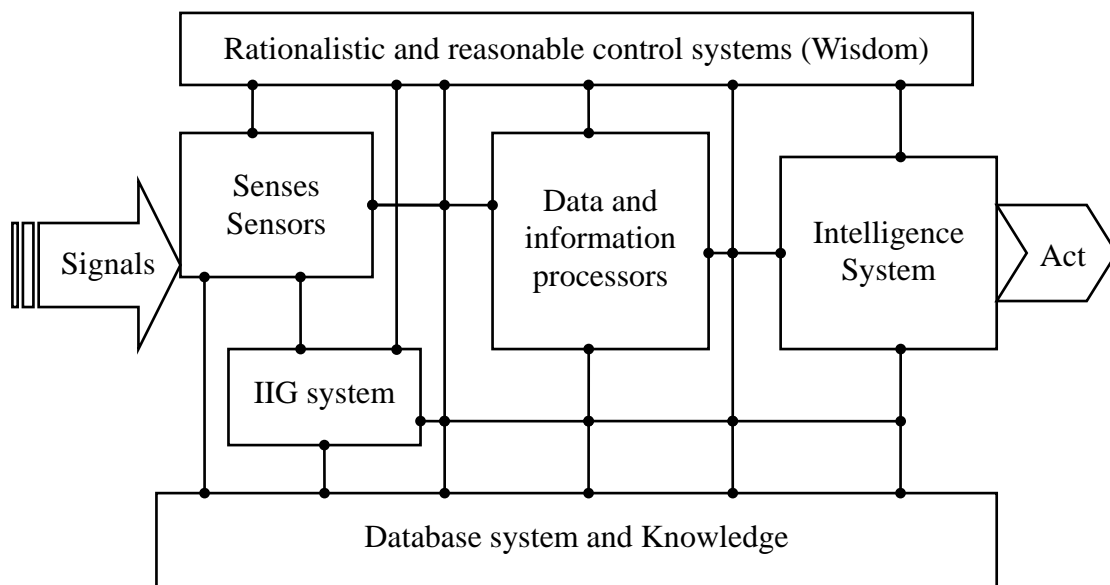 Rationalistic and reasonable control systems (Wisdom)
Senses
Sensors
Data and
information
processors
Intelligence
System
Signals
Act
IIG system
Database system and Knowledge